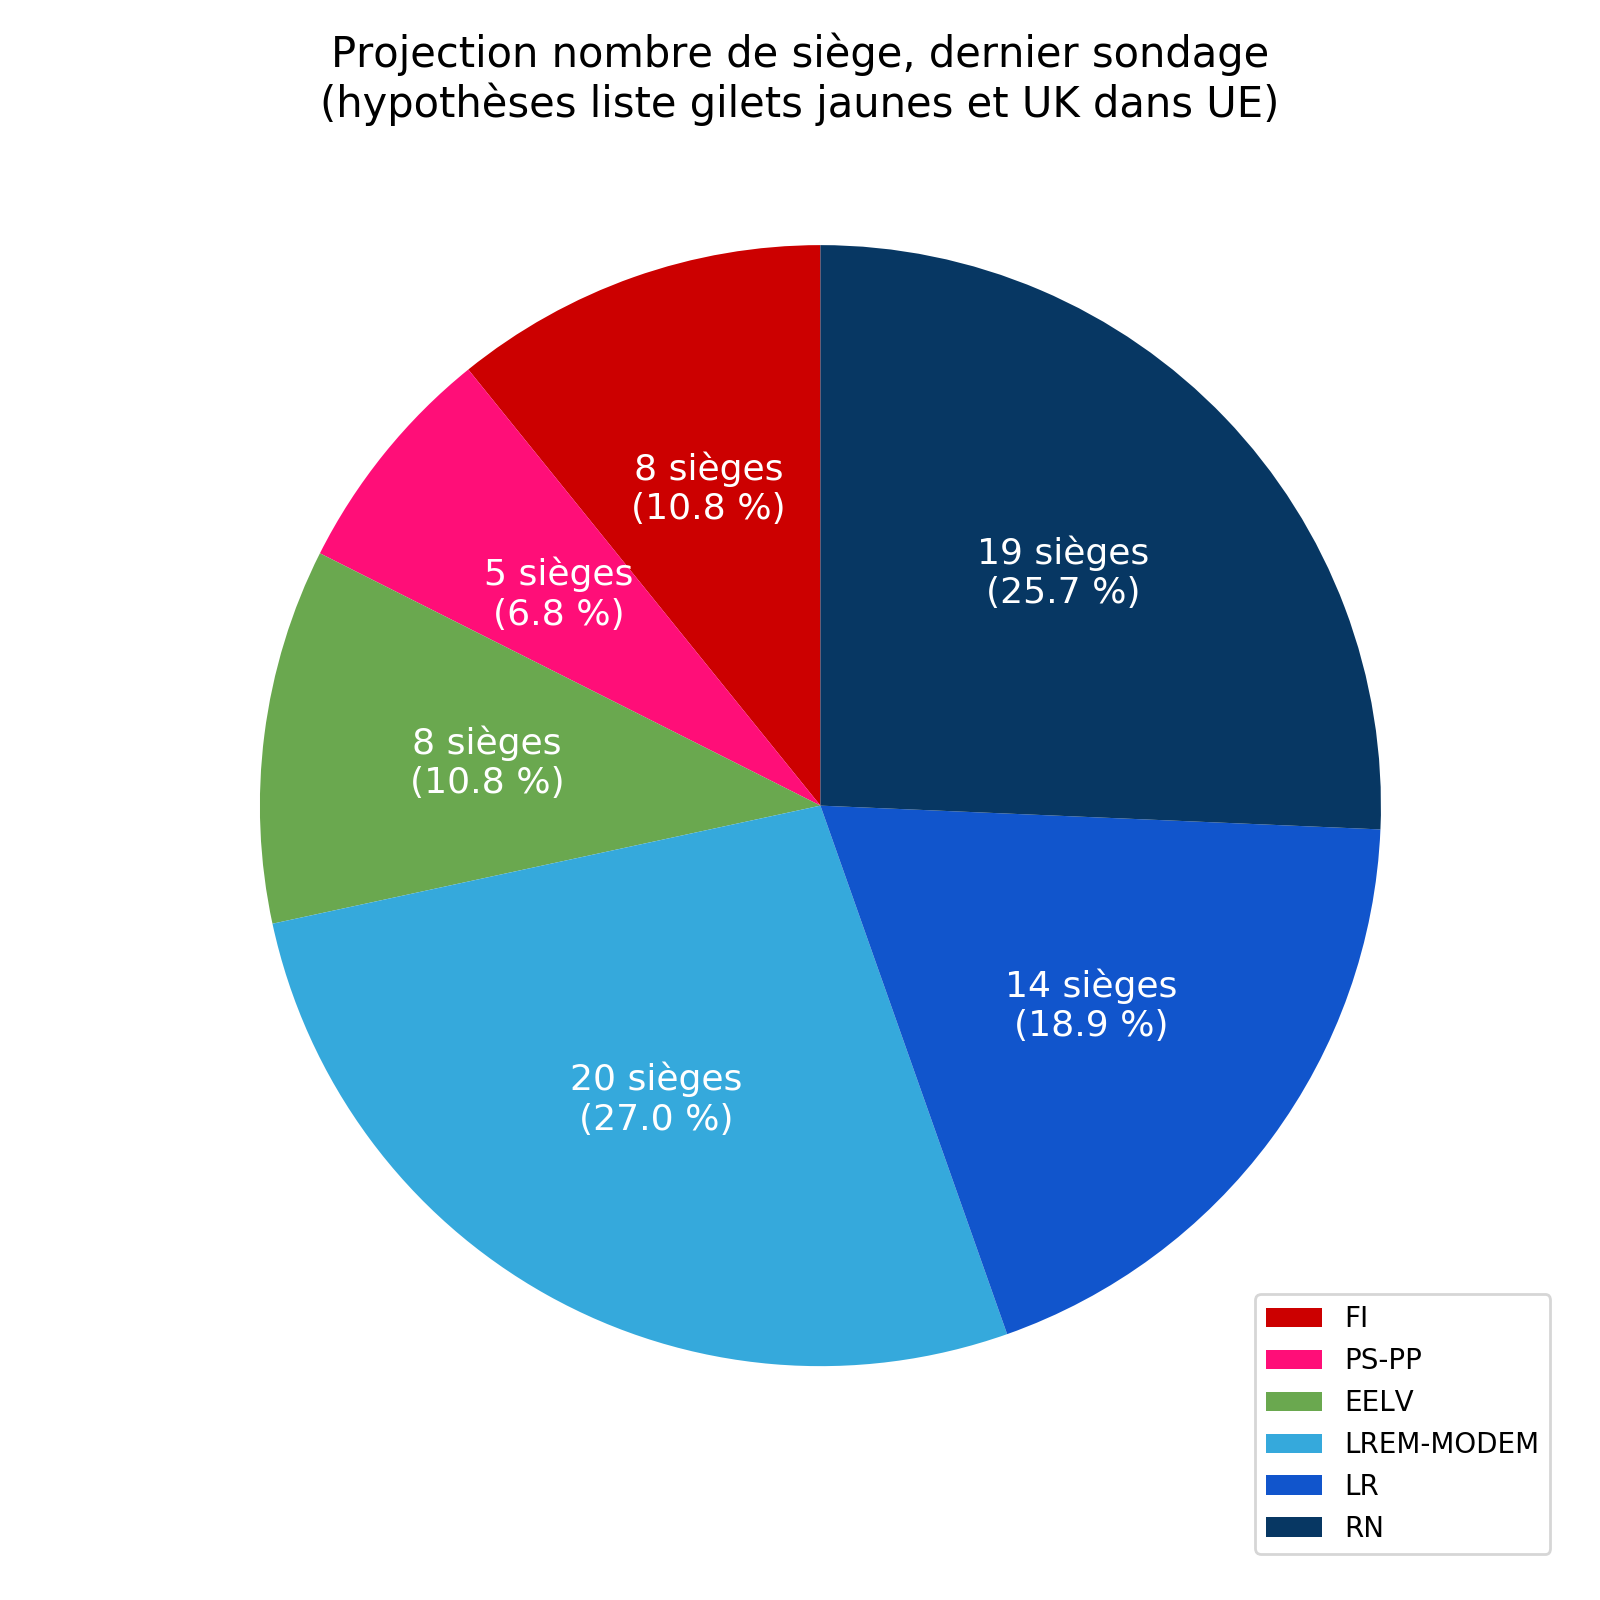 Projection nombre de siège, dernier sondage
(hypothèses liste gilets jaunes et UK dans UE)
8 sièges
(10.8 %)
19 sièges
(25.7 %)
5 sièges
(6.8 %)
8 sièges
(10.8 %)
14 sièges
(18.9 %)
20 sièges
(27.0 %)
FI
PS-PP
EELV
LREM-MODEM
LR
RN